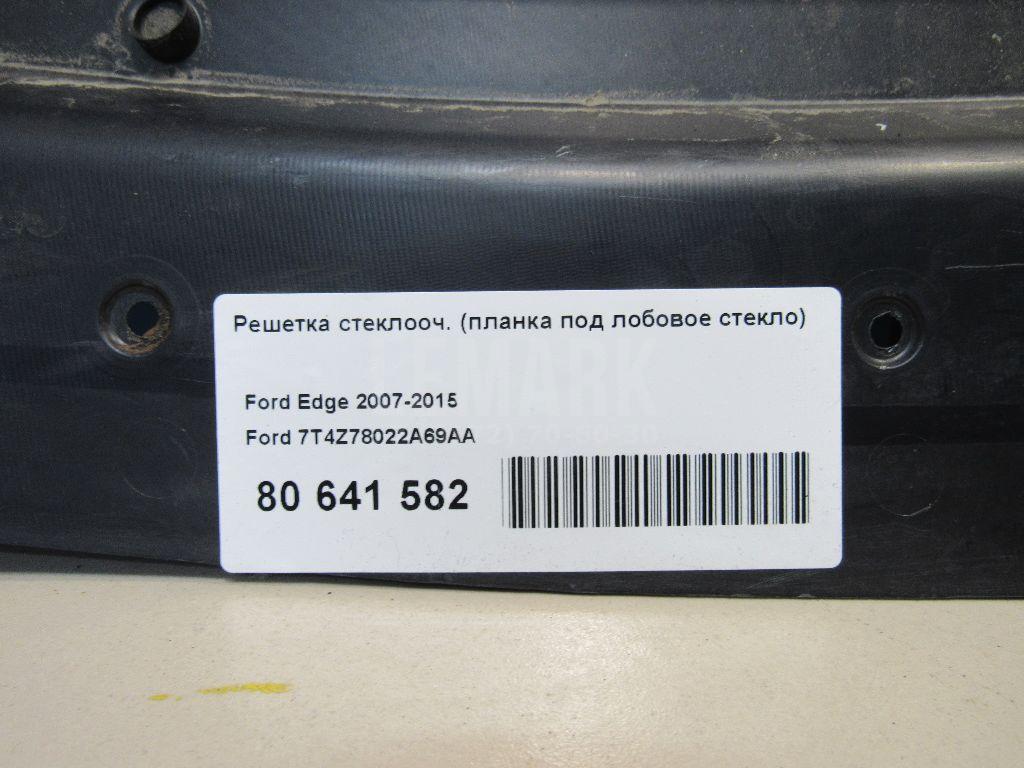 Решетка стеклооч. (планка под лобовое стекло)
Ford Edge 2007-2015
Ford 7T4Z78022A69AA
80 641 582